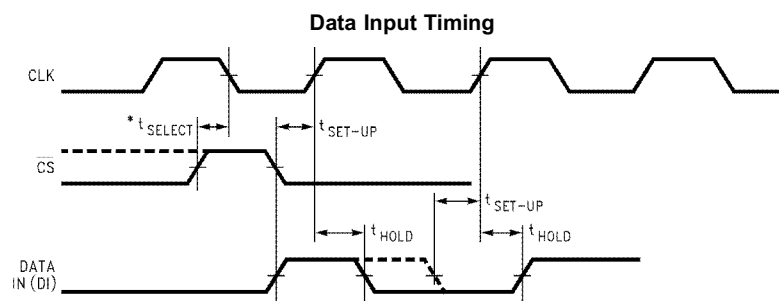 Data Input Timing
CLK
* tSELECT
tSET-UP
CS
tSET-UP
tHOLD
tHOLD
DATA
IN (DI)